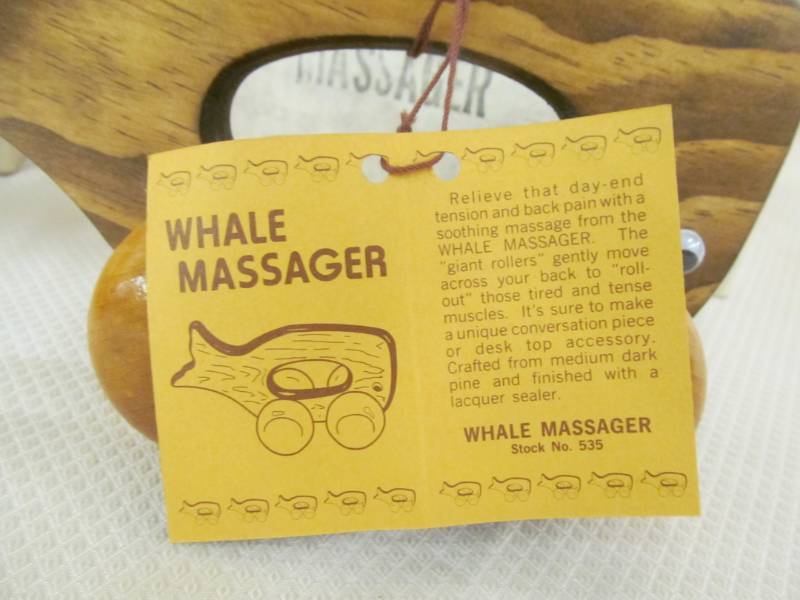 MASSAGER
WHALE
MASSAGER
Relieve that day-end
tension and back pain with a
soothing massage from the
WHALE MASSAGER. The
"giant rollers" gently move
across your back to "roll-
out" those tired and tense
muscles. It's sure to make
a unique conversation piece
or desk top accessory.
Crafted from medium dark
pine and finished with a
lacquer sealer.
WHALE MASSAGER
Stock No. 535